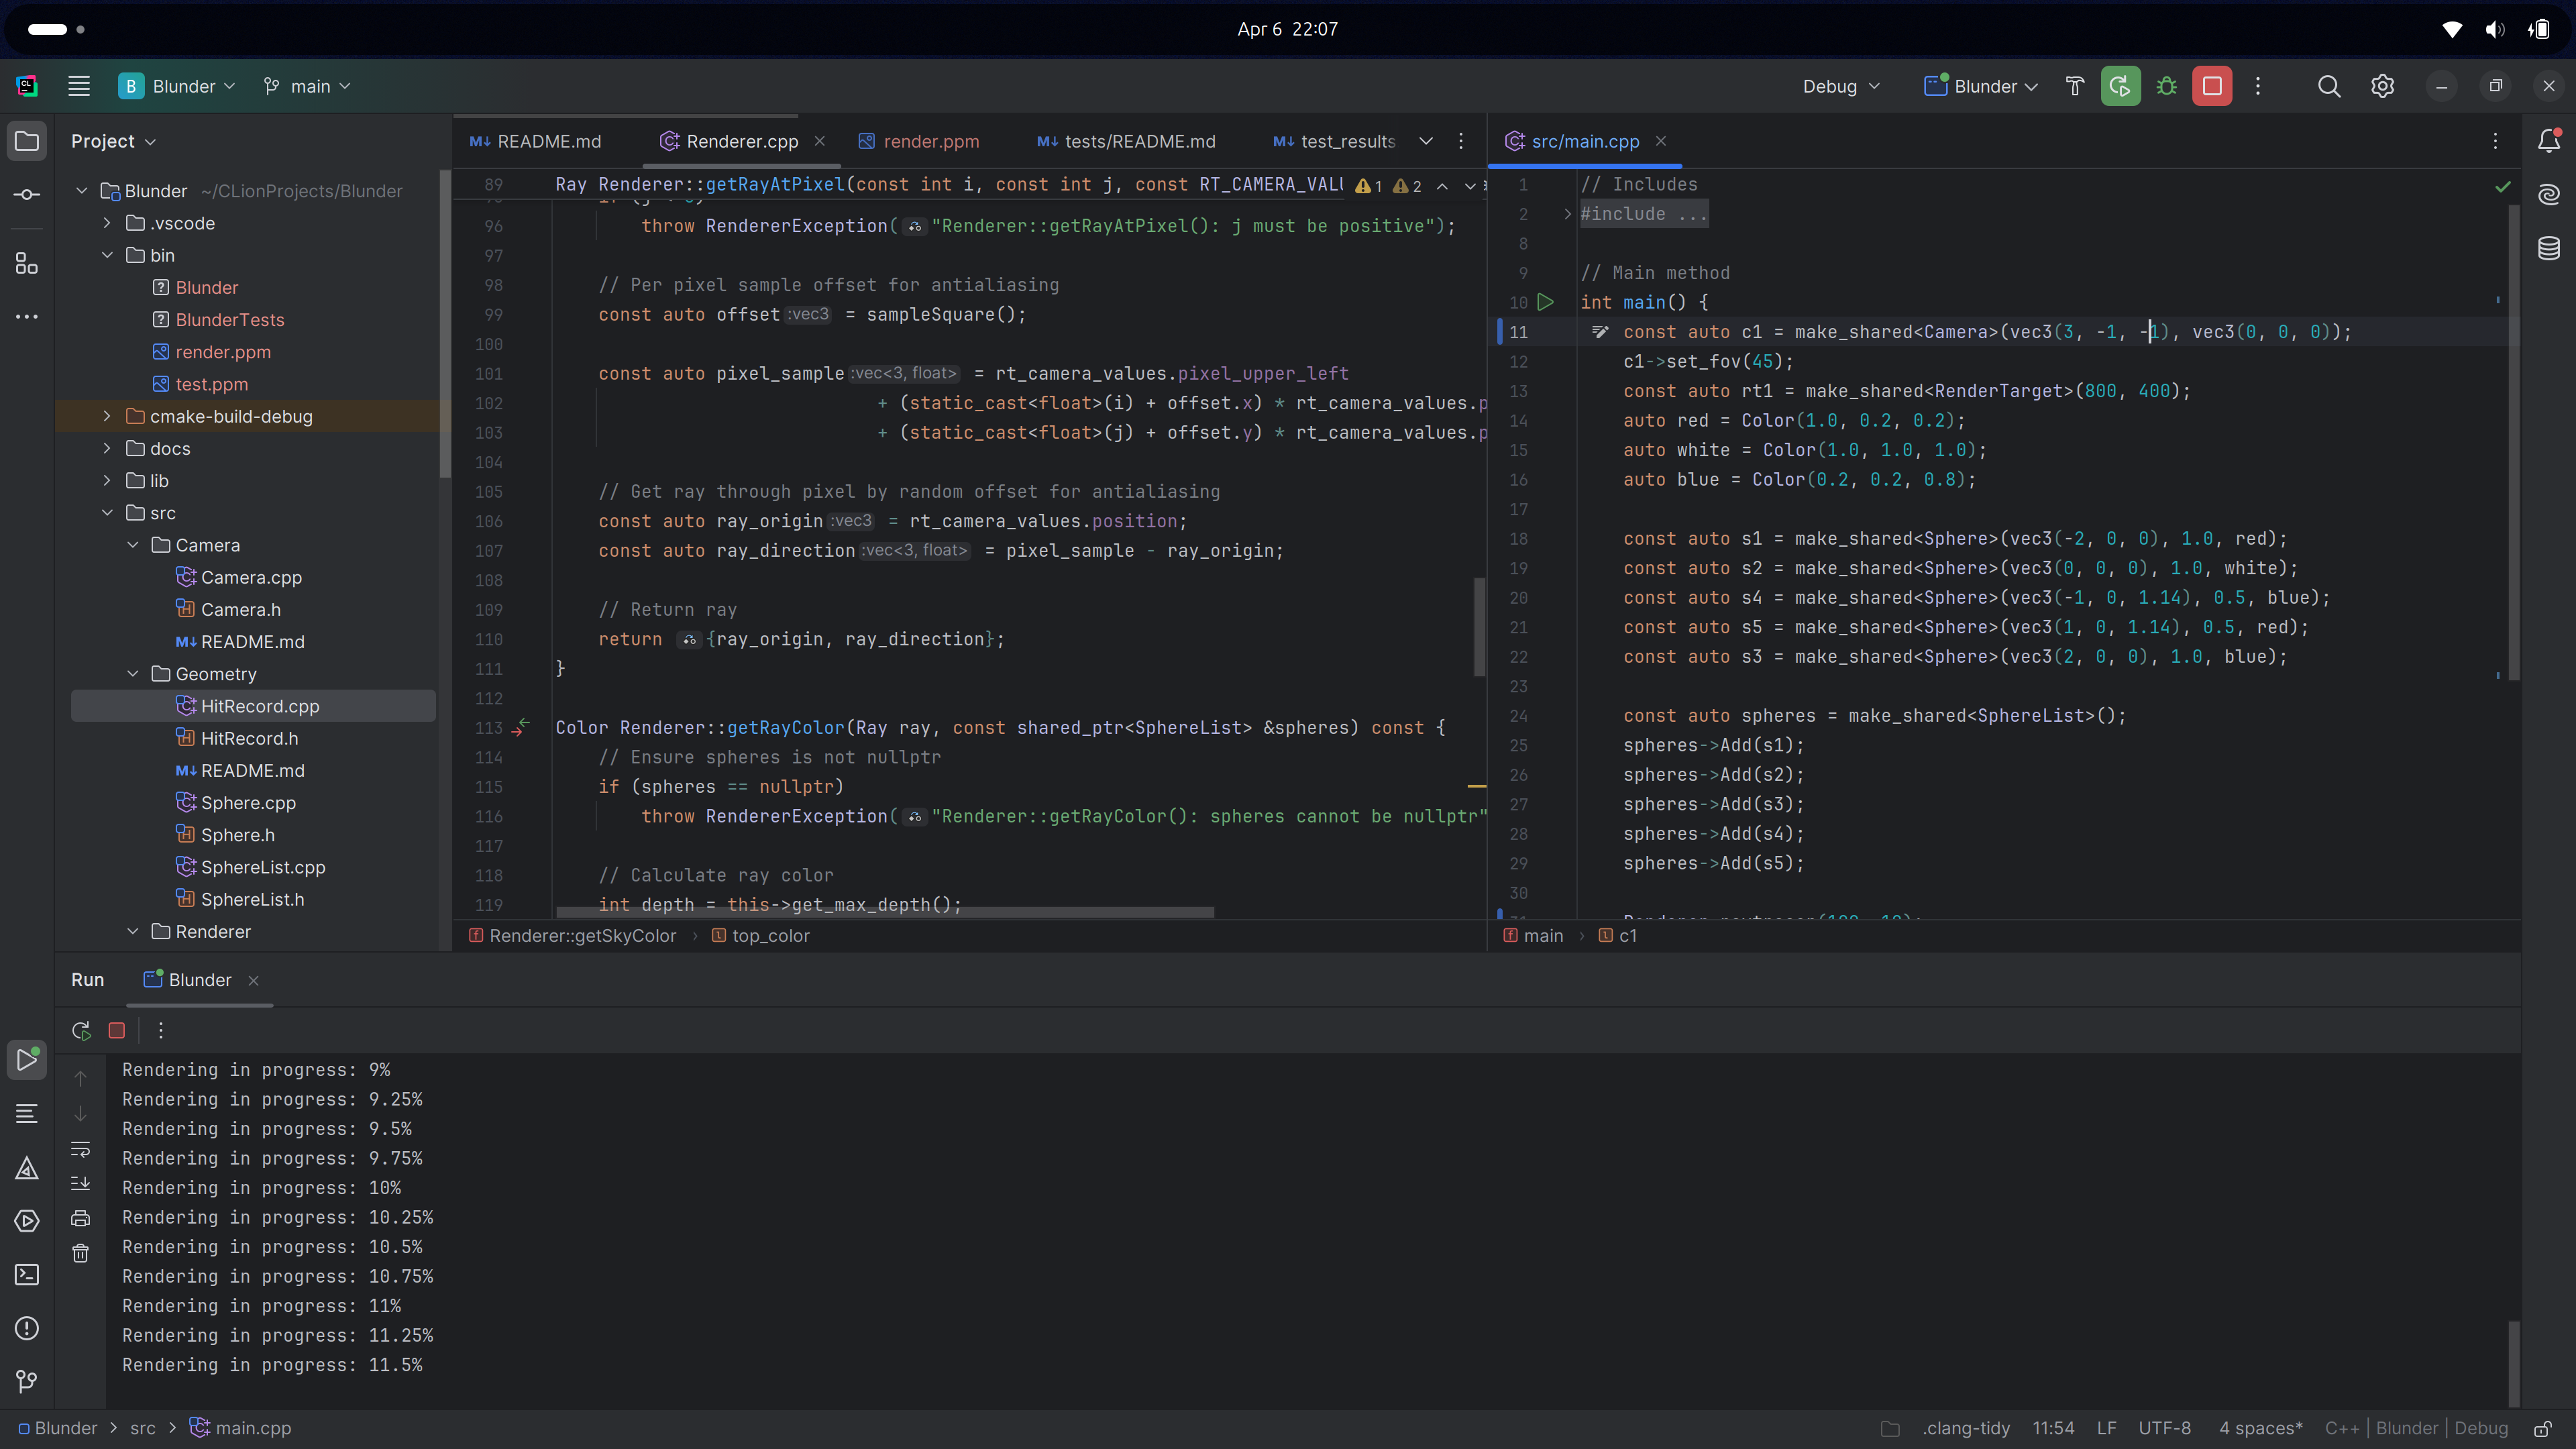 Apr 6 22:07
B Blunder main
Debug Blunder
Project
Blunder ~/CLionProjects/Blunder
.vscode
bin
Blunder
BlunderTests
render.ppm
test.ppm
cmake-build-debug
docs
lib
src
Camera
Camera.cpp
Camera.h
README.md
Geometry
HitRecord.cpp
HitRecord.h
README.md
Sphere.cpp
Sphere.h
SphereList.cpp
SphereList.h
Renderer
README.md Renderer.cpp render.ppm tests/README.md test_results
89 Ray Renderer::getRayAtPixel(const int i, const int j, const RT_CAMERA_VALU 1 2
96 throw RendererException("Renderer::getRayAtPixel(): j must be positive");
97
98 // Per pixel sample offset for antialiasing
99 const auto offset :vec3 = sampleSquare();
100
101 const auto pixel_sample :vec<3, float> = rt_camera_values.pixel_upper_left
102 + (static_cast<float>(i) + offset.x) * rt_camera_values.p
103 + (static_cast<float>(j) + offset.y) * rt_camera_values.p
104
105 // Get ray through pixel by random offset for antialiasing
106 const auto ray_origin :vec3 = rt_camera_values.position;
107 const auto ray_direction :vec<3, float> = pixel_sample - ray_origin;
108
109 // Return ray
110 return {ray_origin, ray_direction};
111 }
112
113 Color Renderer::getRayColor(Ray ray, const shared_ptr<SphereList> &spheres) const {
114 // Ensure spheres is not nullptr
115 if (spheres == nullptr)
116 throw RendererException("Renderer::getRayColor(): spheres cannot be nullptr"
117
118 // Calculate ray color
119 int depth = this->get_max_depth();
Renderer::getSkyColor › top_color
src/main.cpp
1 // Includes
2 #include ...
8
9 // Main method
10 int main() {
11 const auto c1 = make_shared<Camera>(vec3(3, -1, -1), vec3(0, 0, 0));
12 c1->set_fov(45);
13 const auto rt1 = make_shared<RenderTarget>(800, 400);
14 auto red = Color(1.0, 0.2, 0.2);
15 auto white = Color(1.0, 1.0, 1.0);
16 auto blue = Color(0.2, 0.2, 0.8);
17
18 const auto s1 = make_shared<Sphere>(vec3(-2, 0, 0), 1.0, red);
19 const auto s2 = make_shared<Sphere>(vec3(0, 0, 0), 1.0, white);
20 const auto s4 = make_shared<Sphere>(vec3(-1, 0, 1.14), 0.5, blue);
21 const auto s5 = make_shared<Sphere>(vec3(1, 0, 1.14), 0.5, red);
22 const auto s3 = make_shared<Sphere>(vec3(2, 0, 0), 1.0, blue);
23
24 const auto spheres = make_shared<SphereList>();
25 spheres->Add(s1);
26 spheres->Add(s2);
27 spheres->Add(s3);
28 spheres->Add(s4);
29 spheres->Add(s5);
30
main › c1
Run Blunder
Rendering in progress: 9%
Rendering in progress: 9.25%
Rendering in progress: 9.5%
Rendering in progress: 9.75%
Rendering in progress: 10%
Rendering in progress: 10.25%
Rendering in progress: 10.5%
Rendering in progress: 10.75%
Rendering in progress: 11%
Rendering in progress: 11.25%
Rendering in progress: 11.5%
Blunder › src › main.cpp
.clang-tidy 11:54 LF UTF-8 4 spaces* C++ | Blunder | Debug